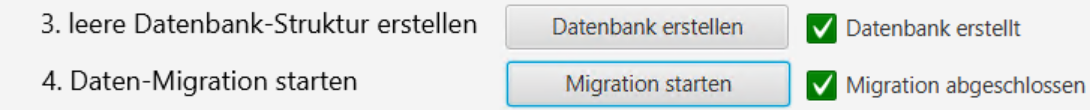 3. leere Datenbank-Struktur erstellen Datenbank erstellen Datenbank erstellt
4. Daten-Migration starten Migration starten Migration abgeschlossen